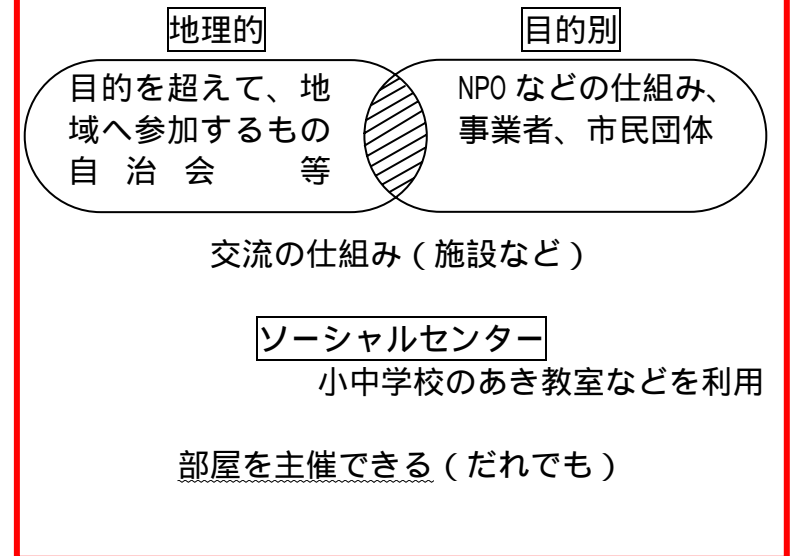 地理的
目的別
目的を超えて、地
域へ参加するもの
自治会 等
NPO などの仕組み、
事業者、市民団体
交流の仕組み（施設など）
ソーシャルセンター
小中学校のあき教室などを利用
部屋を主催できる（だれでも）